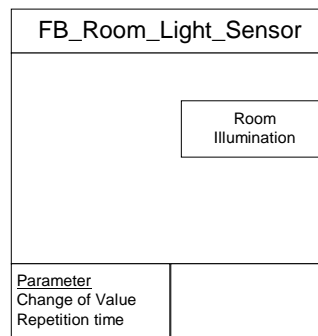 FB_Room_Light_Sensor
Room
Illumination
Parameter
Change of Value
Repetition time